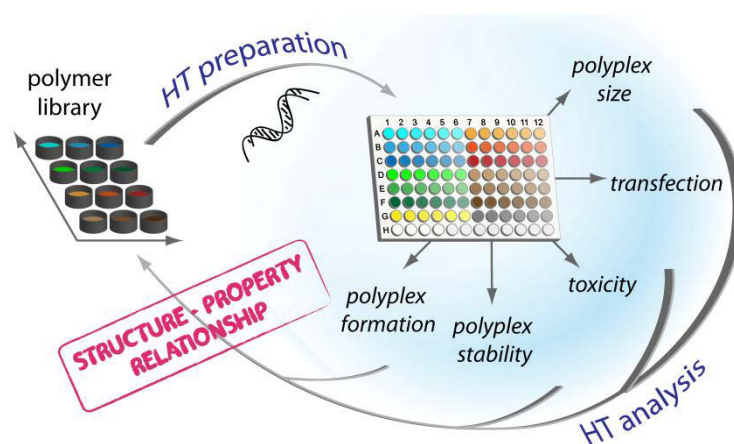 HT preparation
polymer
library
polyplex
size
1 2 3 4 5 6 7 8 9 10 11 12
A
B
C
D
E
F
G
H
transfection
toxicity
polyplex
formation
polyplex
stability
STRUCTURE - PROPERTY
RELATIONSHIP
HT analysis